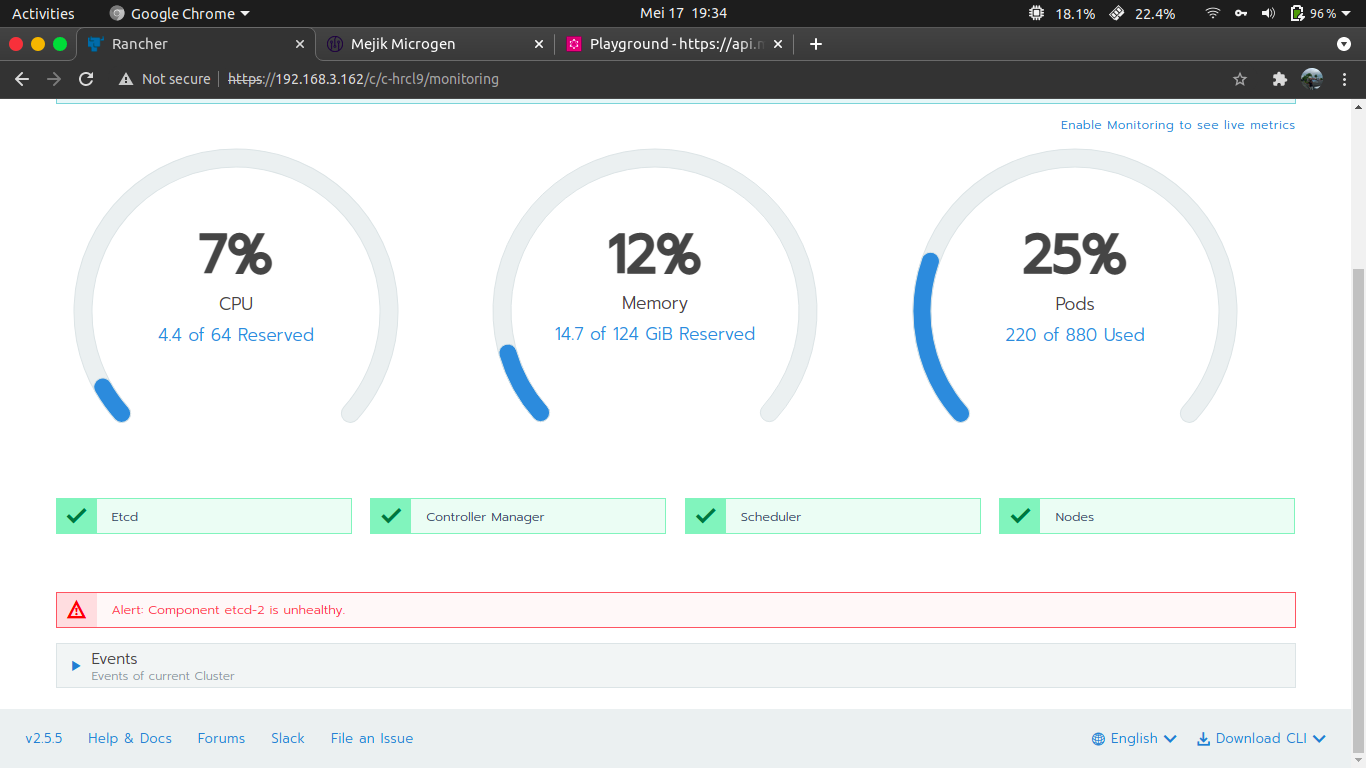 Activities Google Chrome Mei 17 19:34 18.1% 22.4% 96%
Rancher Mejik Microgen Playground - https://api.
Not secure https://192.168.3.162/c/c-hrcl9/monitoring
Enable Monitoring to see live metrics
7%
CPU
4.4 of 64 Reserved
12%
Memory
14.7 of 124 GiB Reserved
25%
Pods
220 of 880 Used
Etcd
Controller Manager
Scheduler
Nodes
Alert: Component etcd-2 is unhealthy.
Events
Events of current Cluster
v2.5.5 Help & Docs Forums Slack File an Issue English Download CLI